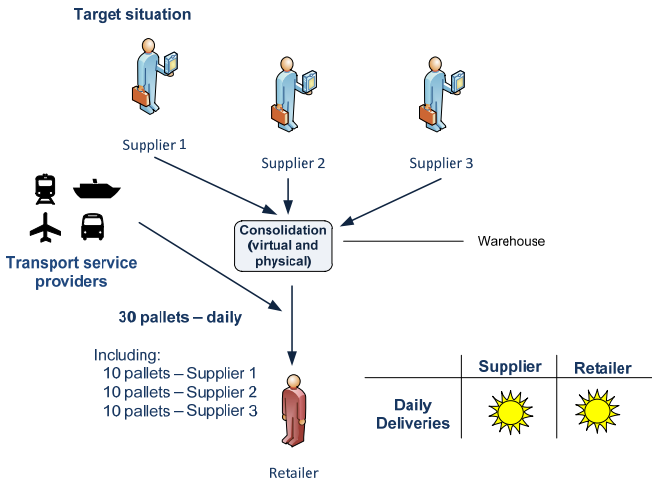 Target situation
Supplier 1
Supplier 2
Supplier 3
Consolidation
(virtual and
physical)
Warehouse
Transport service
providers
30 pallets – daily
Including:
10 pallets – Supplier 1
10 pallets – Supplier 2
10 pallets – Supplier 3
Retailer
Supplier
Retailer
Daily
Deliveries